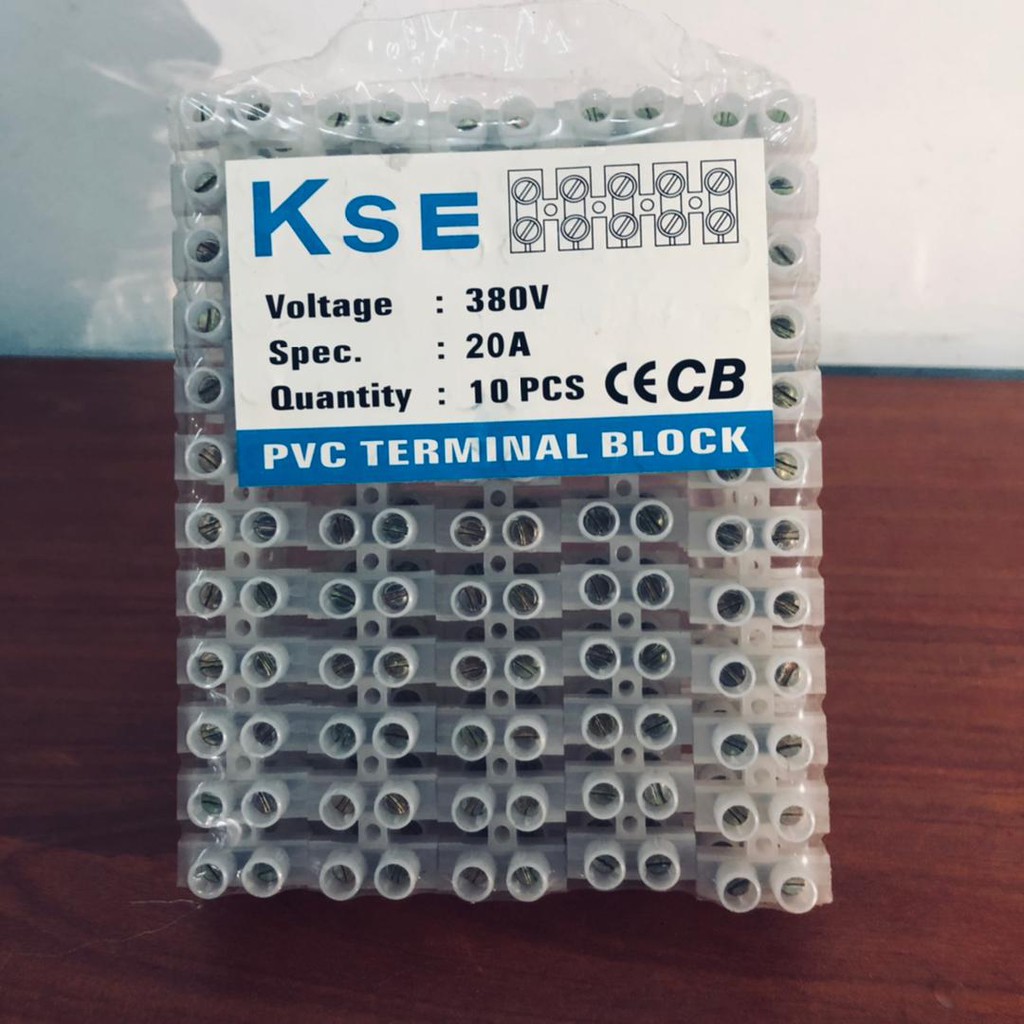 KSE
Voltage : 380V
Spec. : 20A
Quantity : 10 PCS CE CB
PVC TERMINAL BLOCK